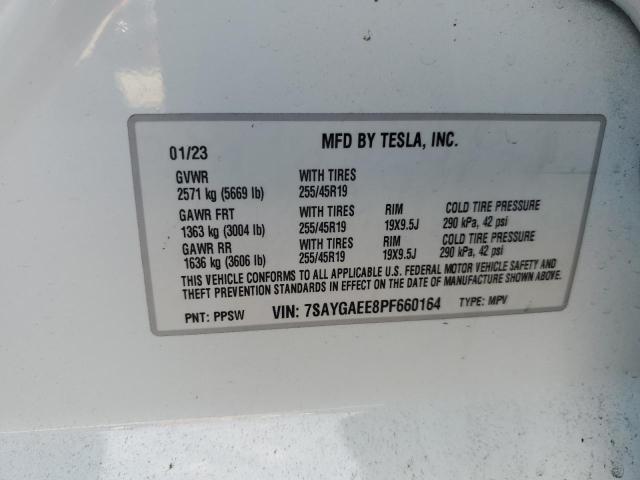 MFD BY TESLA, INC.
01/23
GVWR WITH TIRES
2571 kg (5669 lb) 255/45R19
GAWR FRT WITH TIRES RIM COLD TIRE PRESSURE
1363 kg (3004 lb) 255/45R19 19X9.5J 290 kPa, 42 psi
GAWR RR WITH TIRES RIM COLD TIRE PRESSURE
1636 kg (3606 lb) 255/45R19 19X9.5J 290 kPa, 42 psi
THIS VEHICLE CONFORMS TO ALL APPLICABLE U.S. FEDERAL MOTOR VEHICLE SAFETY AND
THEFT PREVENTION STANDARDS IN EFFECT ON THE DATE OF MANUFACTURE SHOWN ABOVE.
PNT: PPSW VIN: 7SAYGAEE8PF660164 TYPE: MPV